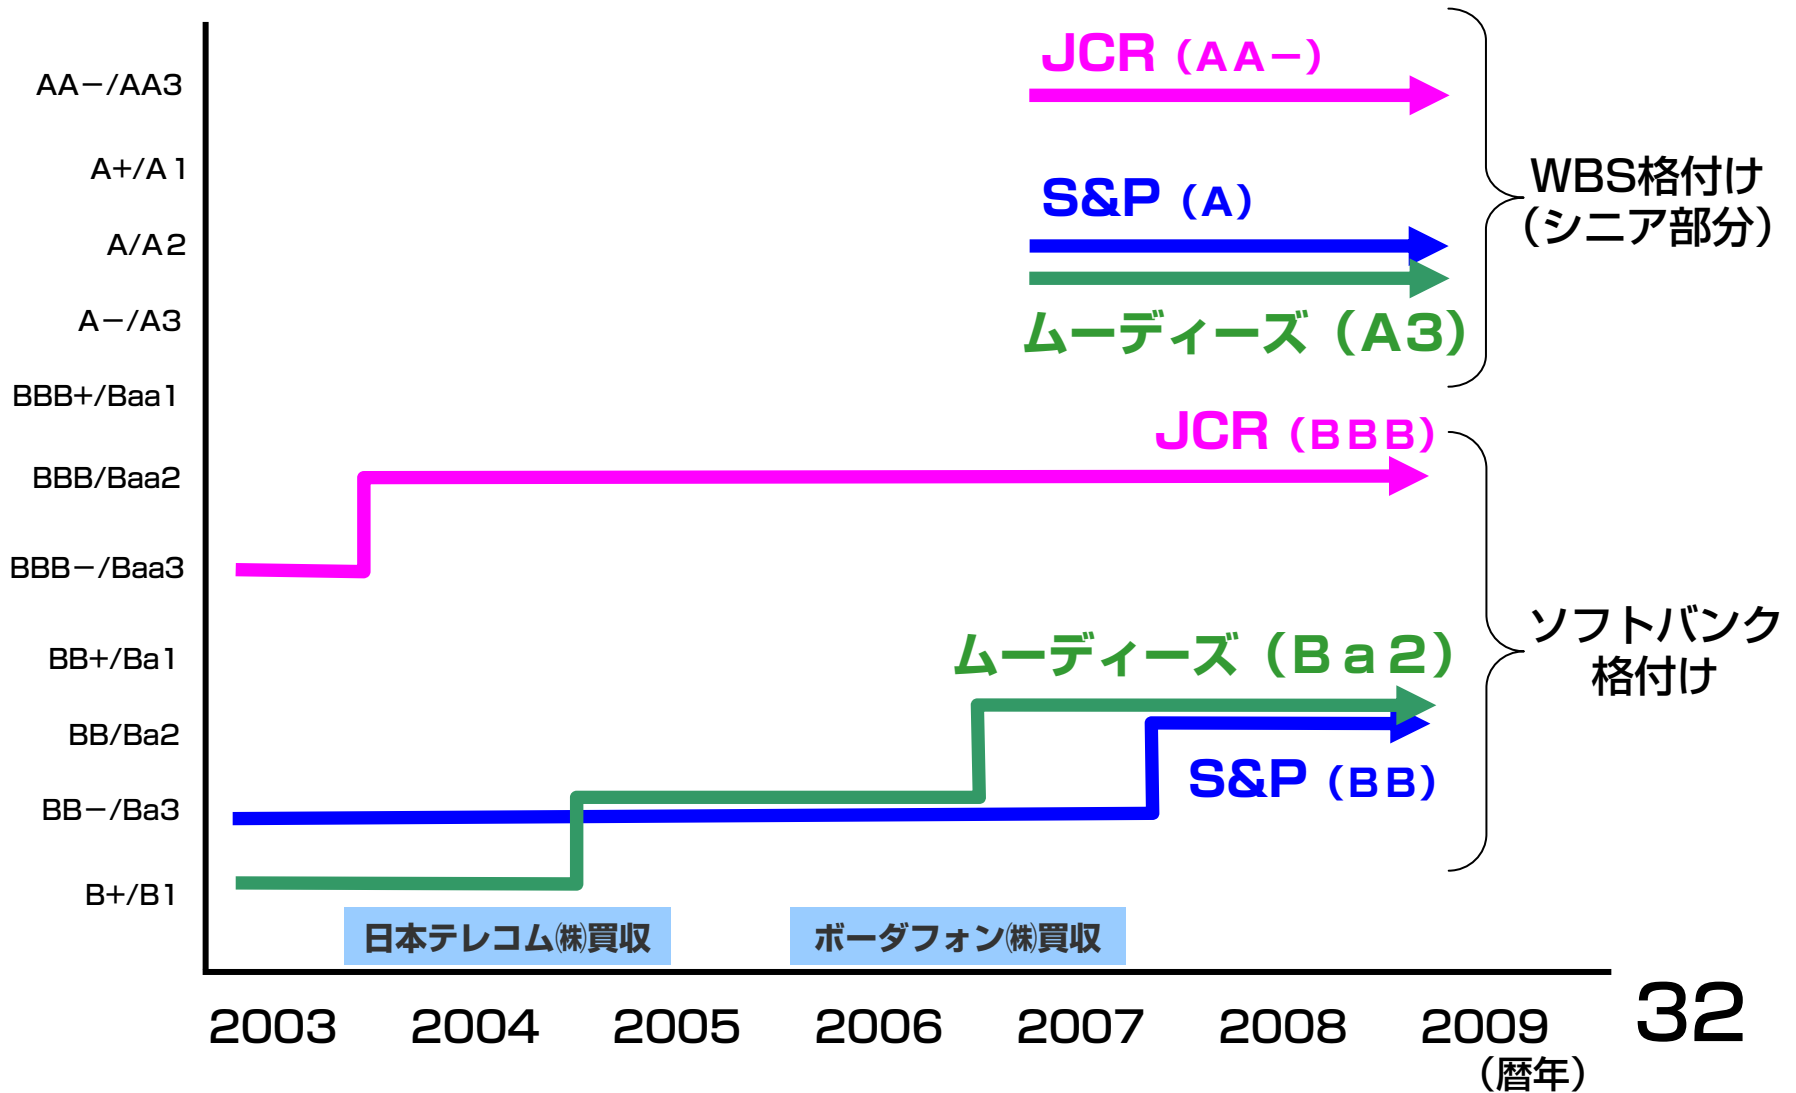 AA－/AA3
A+/A１
A/A２
A－/A3
BBB+/Baa1
BBB/Baa2
BBB－/Baa3
BB+/Ba1
BB/Ba2
BB－/Ba3
B+/B1
JCR（ＡＡ－）
S&P（Ａ）
ムーディーズ（Ａ3）
WBS格付け
（シニア部分）
JCR（ＢＢＢ）
ムーディーズ（Ｂａ２）
S&P（ＢＢ）
ソフトバンク
格付け
日本テレコム㈱買収
ボーダフォン㈱買収
2003 2004 2005 2006 2007 2008 2009
（暦年）
32